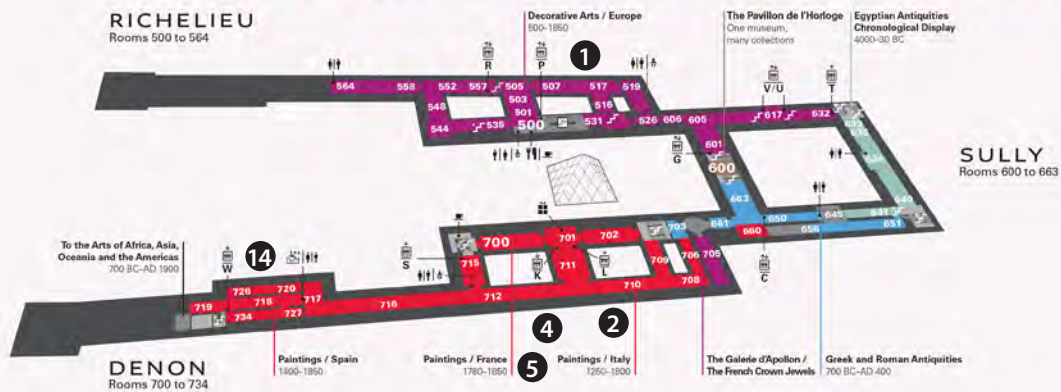 RICHELIEU
Rooms 500 to 564
Decorative Arts / Europe
500–1850
The Pavillon de l'Horloge
One museum,
many collections
Egyptian Antiquities
Chronological Display
4000–30 BC
1
R
P
V/U
T
564
558
552
557
505
507
517
519
548
503
516
501
544
535
500
531
526
606
605
617
632
633
635
634
601
G
600
SULLY
Rooms 600 to 663
663
640
To the Arts of Africa, Asia,
Oceania and the Americas
700 BC–AD 1900
W
14
S
700
701
702
703
661
650
645
641
660
656
651
715
K
711
L
709
706
705
C
726
720
717
719
718
716
712
710
708
734
727
4
2
5
DENON
Rooms 700 to 734
Paintings / Spain
1400–1850
Paintings / France
1780–1850
Paintings / Italy
1250–1800
The Galerie d'Apollon /
The French Crown Jewels
Greek and Roman Antiquities
700 BC–AD 400